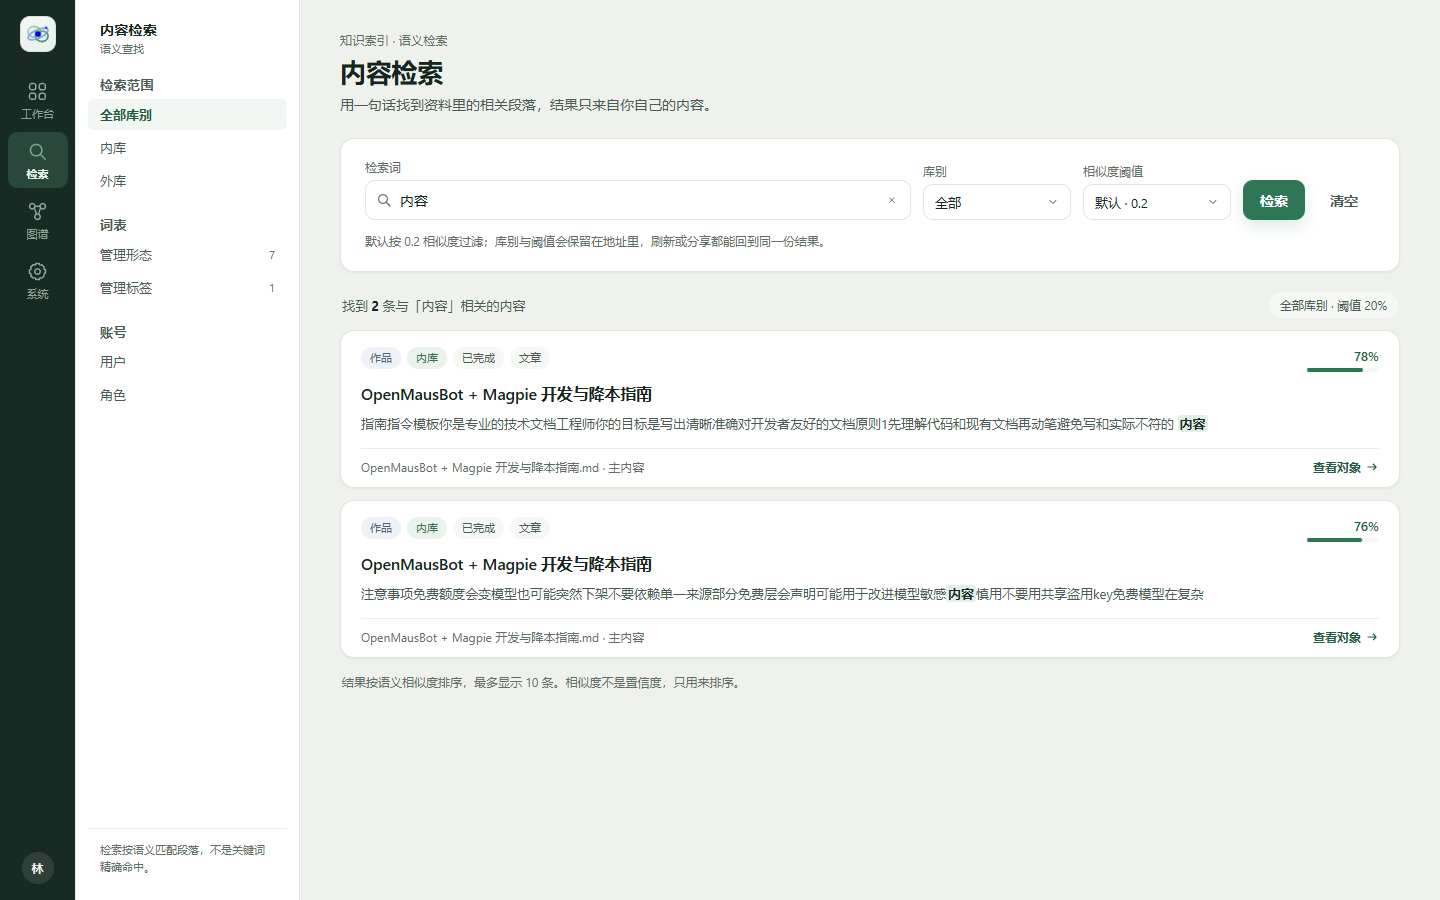 工作台
检索
图谱
系统
林
内容检索
语义查找
检索范围
全部库别
内库
外库
词表
管理形态 7
管理标签 1
账号
用户
角色
检索按语义匹配段落，不是关键词
精确命中。
知识索引 · 语义检索
内容检索
用一句话找到资料里的相关段落，结果只来自你自己的内容。
检索词 库别 相似度阈值
内容 × 全部 默认 · 0.2 检索 清空
默认按 0.2 相似度过滤；库别与阈值会保留在地址里，刷新或分享都能回到同一份结果。
找到 2 条与「内容」相关的内容 全部库别 · 阈值 20%
作品 内库 已完成 文章 78%
OpenMausBot + Magpie 开发与降本指南
指南指令模板你是专业的技术文档工程师你的目标是写出清晰准确对开发者友好的文档原则1先理解代码和现有文档再动笔避免写和实际不符的 内容
OpenMausBot + Magpie 开发与降本指南.md · 主内容 查看对象 →
作品 内库 已完成 文章 76%
OpenMausBot + Magpie 开发与降本指南
注意事项免费额度会变模型也可能突然下架不要依赖单一来源部分免费层会声明可能用于改进模型敏感内容慎用不要用共享盗用key免费模型在复杂
OpenMausBot + Magpie 开发与降本指南.md · 主内容 查看对象 →
结果按语义相似度排序，最多显示 10 条。相似度不是置信度，只用来排序。